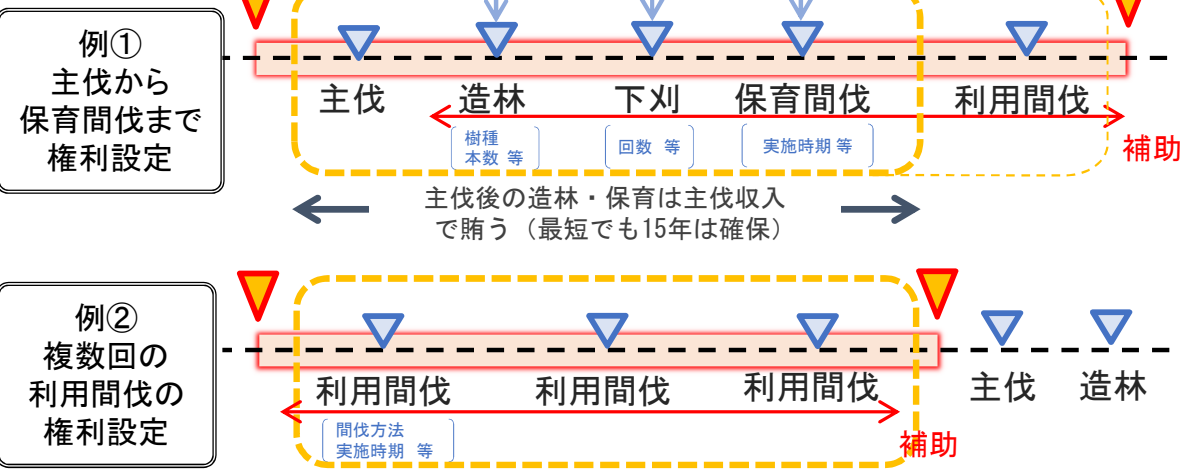 例①
主伐から
保育間伐まで
権利設定
主伐
造林
下刈
保育間伐
利用間伐
樹種
本数 等
回数 等
実施時期 等
補助
主伐後の造林・保育は主伐収入
で賄う（最短でも15年は確保）
例②
複数回の
利用間伐の
権利設定
利用間伐
利用間伐
利用間伐
主伐
造林
間伐方法
実施時期 等
補助